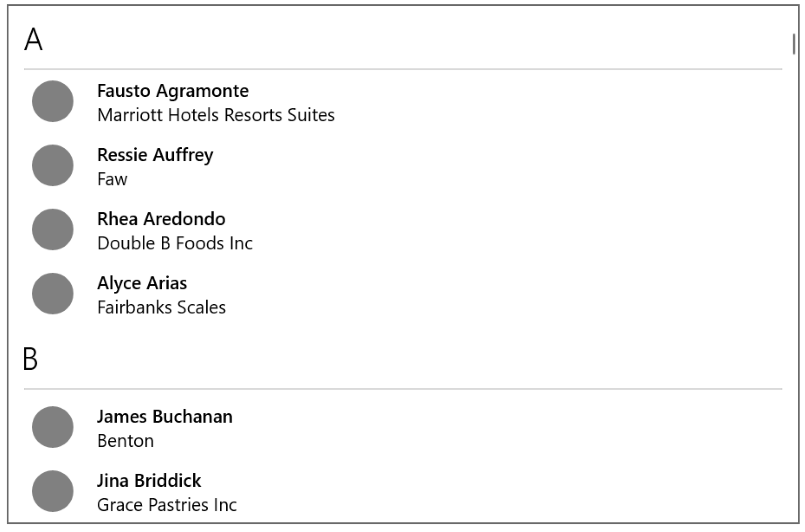 A
Fausto Agramonte
Marriott Hotels Resorts Suites
Ressie Auffrey
Faw
Rhea Aredondo
Double B Foods Inc
Alyce Arias
Fairbanks Scales
B
James Buchanan
Benton
Jina Briddick
Grace Pastries Inc